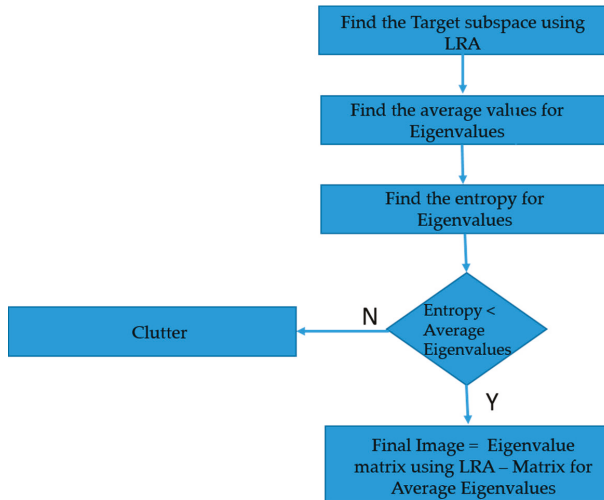 Find the Target subspace using
LRA
Find the average values for
Eigenvalues
Find the entropy for
Eigenvalues
Entropy <
Average
Eigenvalues
N
Clutter
Y
Final Image = Eigenvalue
matrix using LRA – Matrix for
Average Eigenvalues